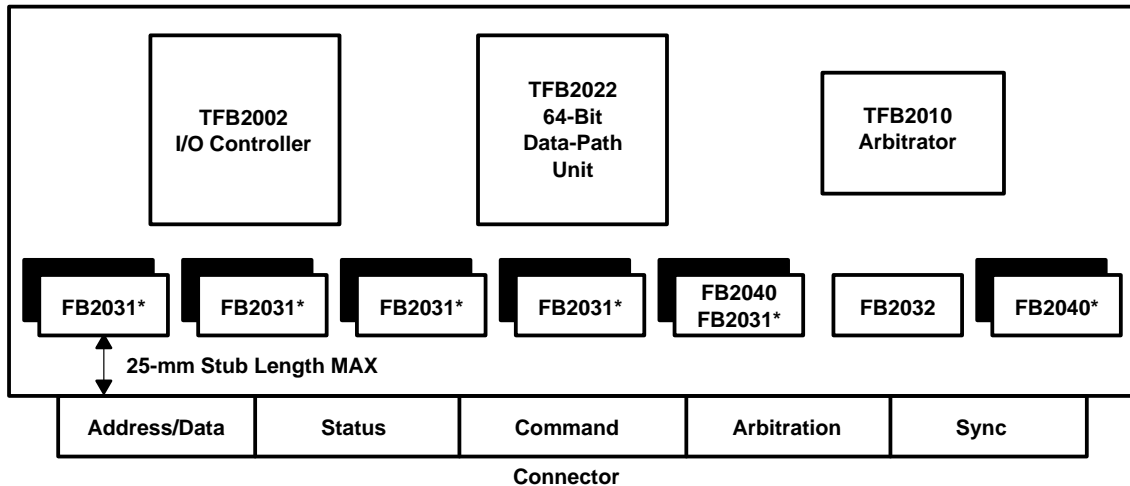 TFB2002
I/O Controller
TFB2022
64-Bit
Data-Path
Unit
TFB2010
Arbitrator
FB2031*
FB2031*
FB2031*
FB2031*
FB2040
FB2031*
FB2032
FB2040*
25-mm Stub Length MAX
Address/Data
Status
Command
Arbitration
Sync
Connector